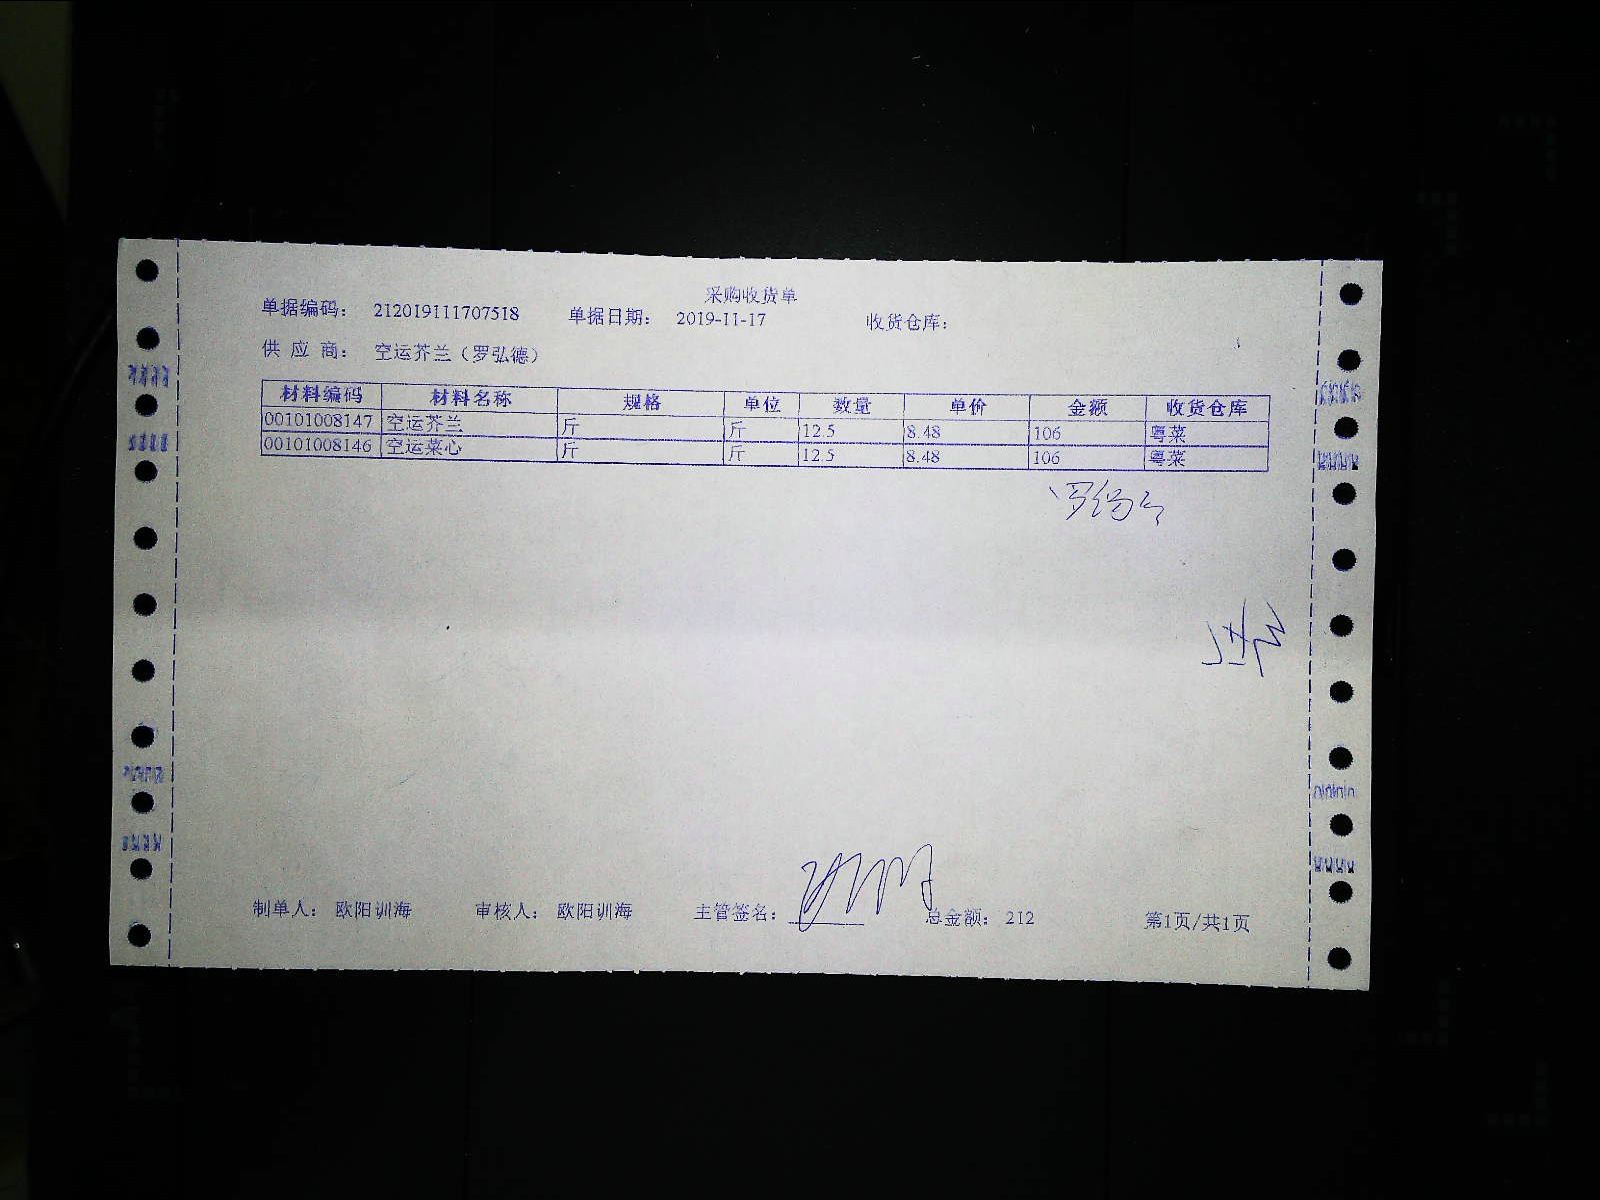 采购收货单
单据编码： 212019111707518 单据日期： 2019-11-17 收货仓库：
供 应 商： 空运芥兰（罗弘德）
材料编码 材料名称 规格 单位 数量 单价 金额 收货仓库
00101008147 空运芥兰 斤 斤 12.5 8.48 106 粤菜
00101008146 空运菜心 斤 斤 12.5 8.48 106 粤菜
制单人： 欧阳训海 审核人： 欧阳训海 主管签名： 总金额： 212 第1页/共1页